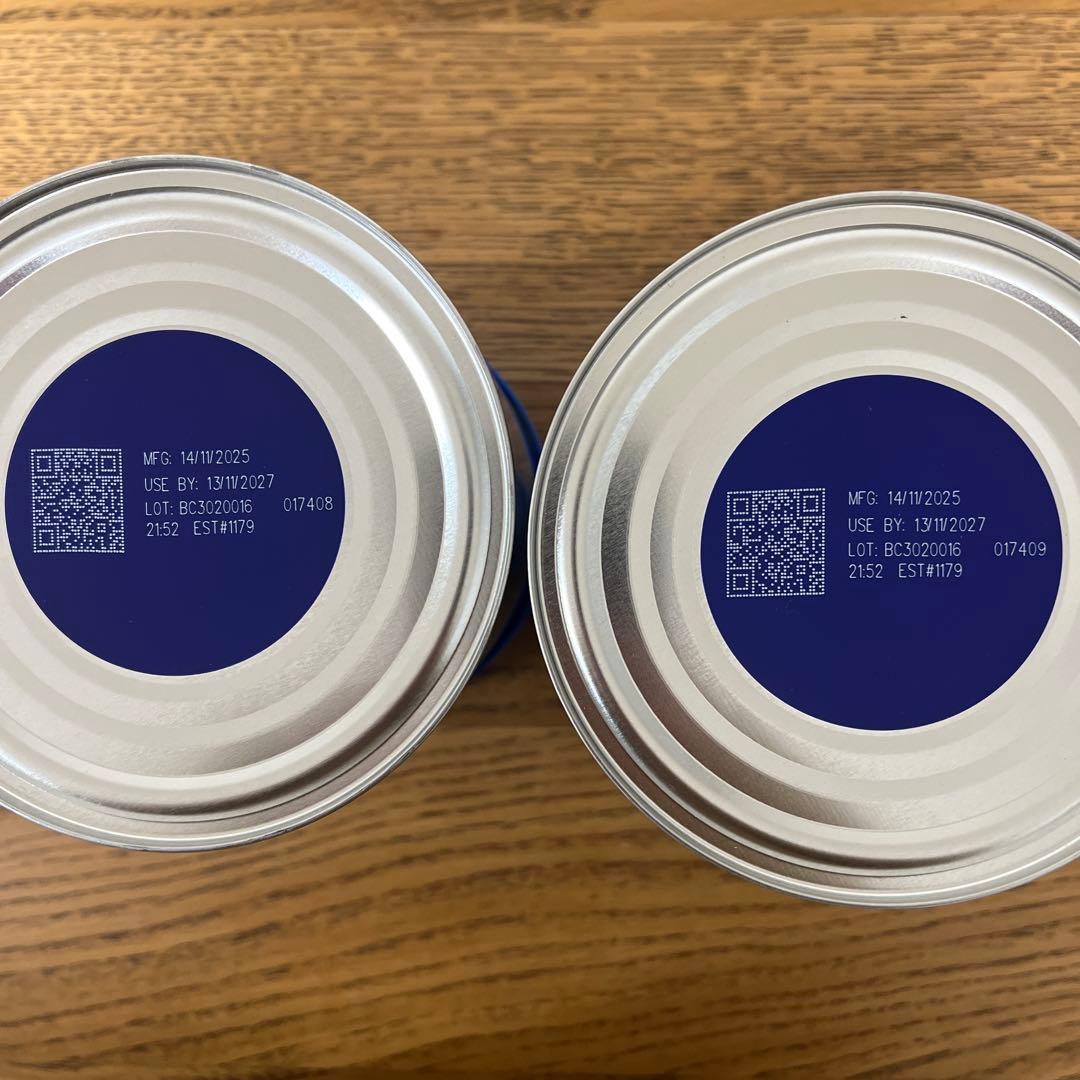 MFG: 14/11/2025
USE BY: 13/11/2027
LOT: BC3020016 017408
21:52 EST#1179
MFG: 14/11/2025
USE BY: 13/11/2027
LOT: BC3020016 017409
21:52 EST#1179